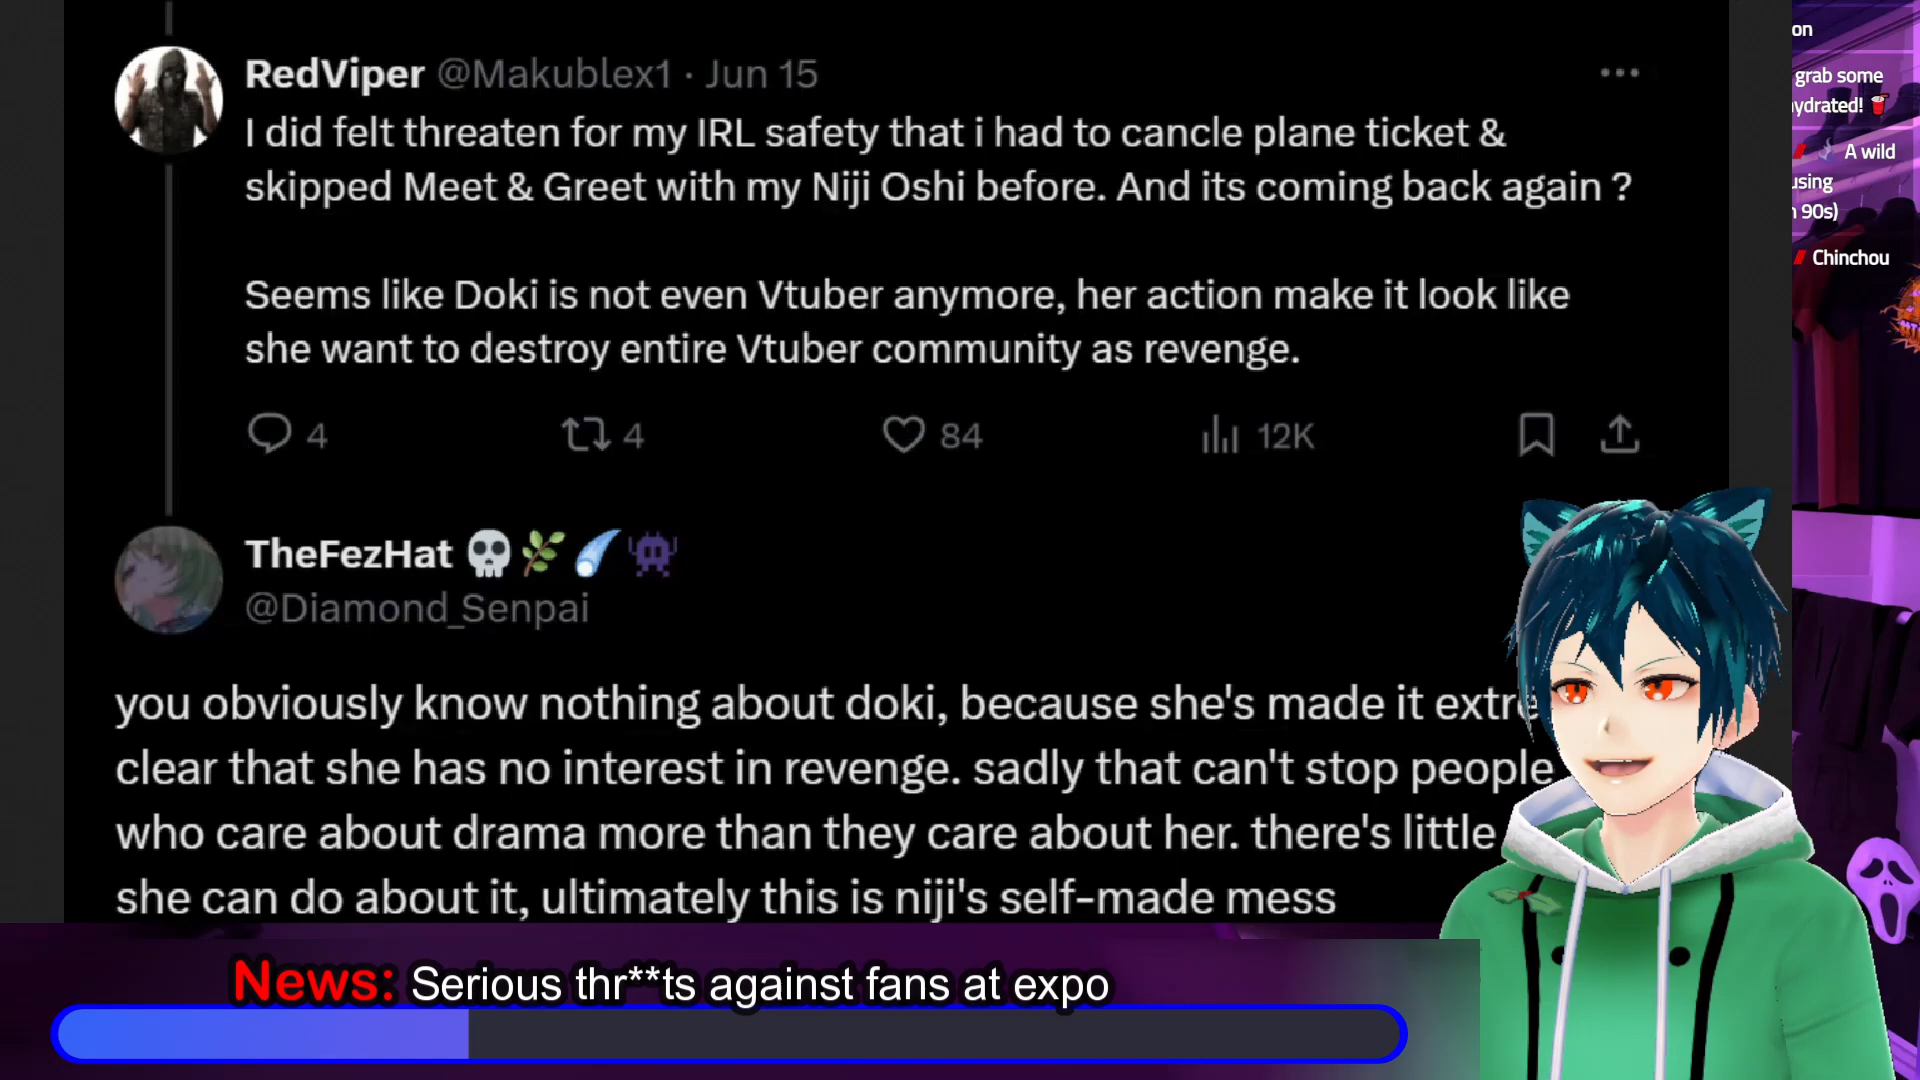 RedViper @Makublex1 · Jun 15
I did felt threaten for my IRL safety that i had to cancle plane ticket &
skipped Meet & Greet with my Niji Oshi before. And its coming back again ?
Seems like Doki is not even Vtuber anymore, her action make it look like
she want to destroy entire Vtuber community as revenge.
4 4 84 12K
TheFezHat 💀🌿☄️👾
@Diamond_Senpai
you obviously know nothing about doki, because she's made it extre
clear that she has no interest in revenge. sadly that can't stop people
who care about drama more than they care about her. there's little
she can do about it, ultimately this is niji's self-made mess
News: Serious thr**ts against fans at expo
on
grab some
ydrated! 🥤
A wild
using
90s)
Chinchou